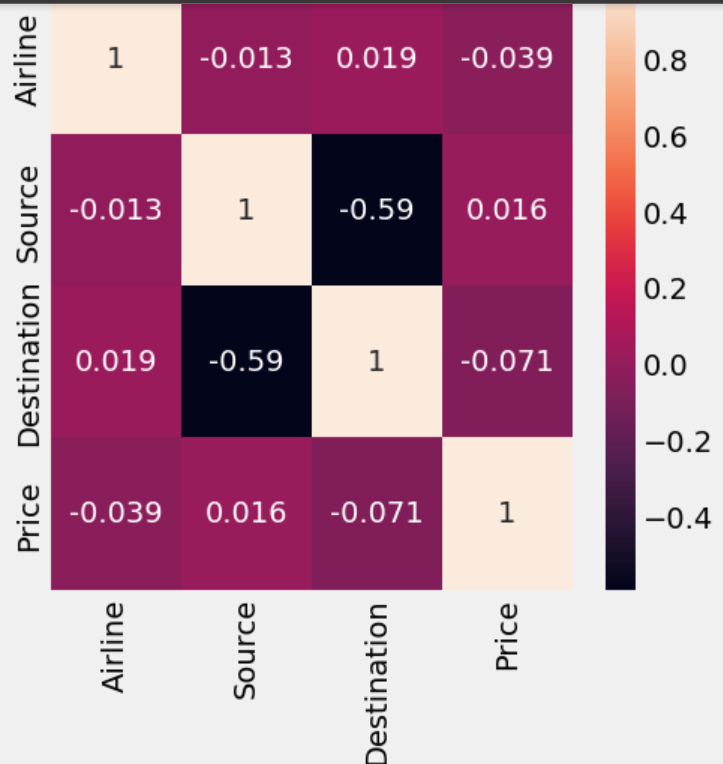 Airline 1 -0.013 0.019 -0.039
Source -0.013 1 -0.59 0.016
Destination 0.019 -0.59 1 -0.071
Price -0.039 0.016 -0.071 1
Airline Source Destination Price
0.8
0.6
0.4
0.2
0.0
−0.2
−0.4